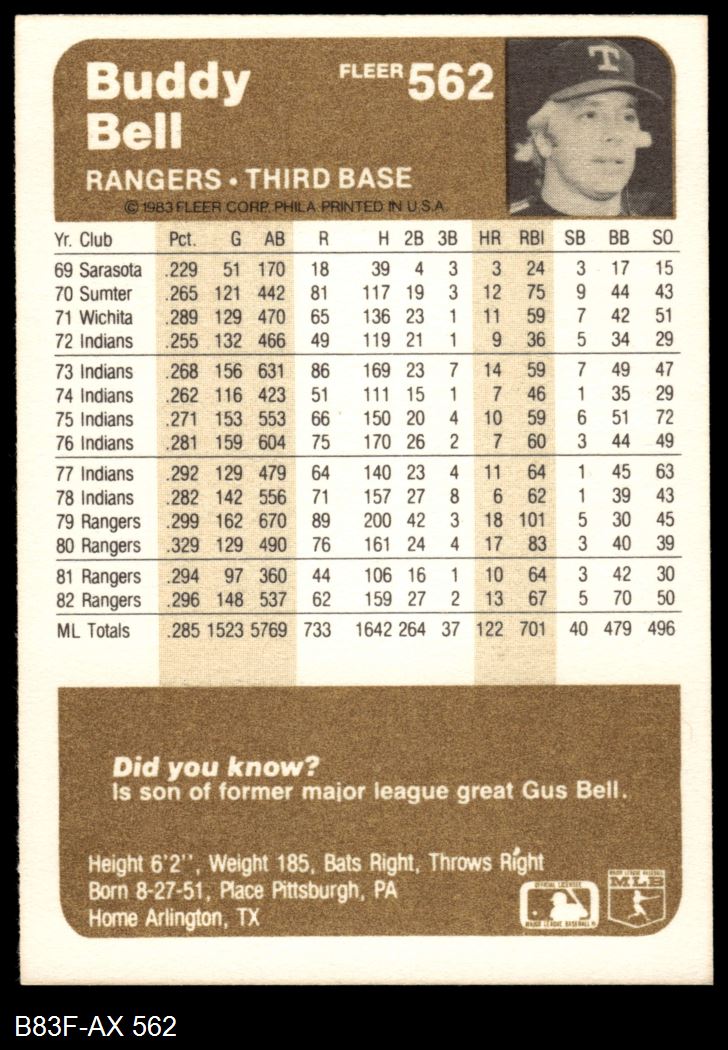 Buddy
Bell
FLEER 562
T
RANGERS • THIRD BASE
© 1983 FLEER CORP. PHILA. PRINTED IN U.S.A.
Yr. Club Pct. G AB R H 2B 3B HR RBI SB BB SO
69 Sarasota .229 51 170 18 39 4 3 3 24 3 17 15
70 Sumter .265 121 442 81 117 19 3 12 75 9 44 43
71 Wichita .289 129 470 65 136 23 1 11 59 7 42 51
72 Indians .255 132 466 49 119 21 1 9 36 5 34 29
73 Indians .268 156 631 86 169 23 7 14 59 7 49 47
74 Indians .262 116 423 51 111 15 1 7 46 1 35 29
75 Indians .271 153 553 66 150 20 4 10 59 6 51 72
76 Indians .281 159 604 75 170 26 2 7 60 3 44 49
77 Indians .292 129 479 64 140 23 4 11 64 1 45 63
78 Indians .282 142 556 71 157 27 8 6 62 1 39 43
79 Rangers .299 162 670 89 200 42 3 18 101 5 30 45
80 Rangers .329 129 490 76 161 24 4 17 83 3 40 39
81 Rangers .294 97 360 44 106 16 1 10 64 3 42 30
82 Rangers .296 148 537 62 159 27 2 13 67 5 70 50
ML Totals .285 1523 5769 733 1642 264 37 122 701 40 479 496
Did you know?
Is son of former major league great Gus Bell.
Height 6'2'', Weight 185, Bats Right, Throws Right
Born 8-27-51, Place Pittsburgh, PA
Home Arlington, TX
OFFICIAL LICENSEE
MAJOR LEAGUE BASEBALL
MAJOR LEAGUE BASEBALL
MLB
B83F-AX 562